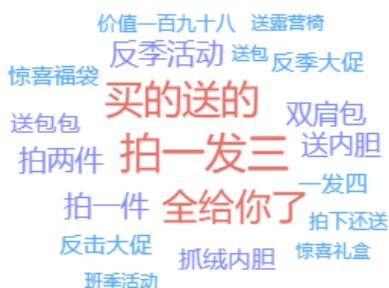 价值一百九十八 送露营椅
反季活动 送包 反季大促
惊喜福袋
买的送的 双肩包
送包包
拍一发三 送内胆
拍两件
一发四
拍一件 全给你了
拍下还送
反击大促 抓绒内胆 惊喜礼盒
班季活动